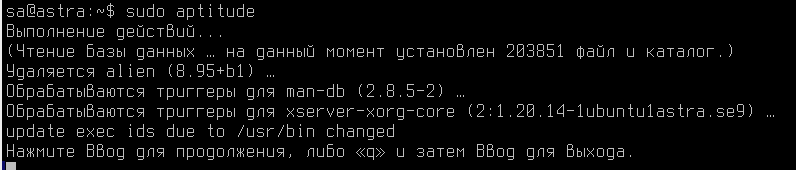 sa@astra:~$ sudo aptitude
Выполнение действий...
(Чтение базы данных … на данный момент установлен 203851 файл и каталог.)
Удаляется alien (8.95+b1) …
Обрабатываются триггеры для man-db (2.8.5-2) …
Обрабатываются триггеры для xserver-xorg-core (2:1.20.14-1ubuntu1astra.se9) …
update exec ids due to /usr/bin changed
Нажмите Ввод для продолжения, либо «q» и затем Ввод для выхода.